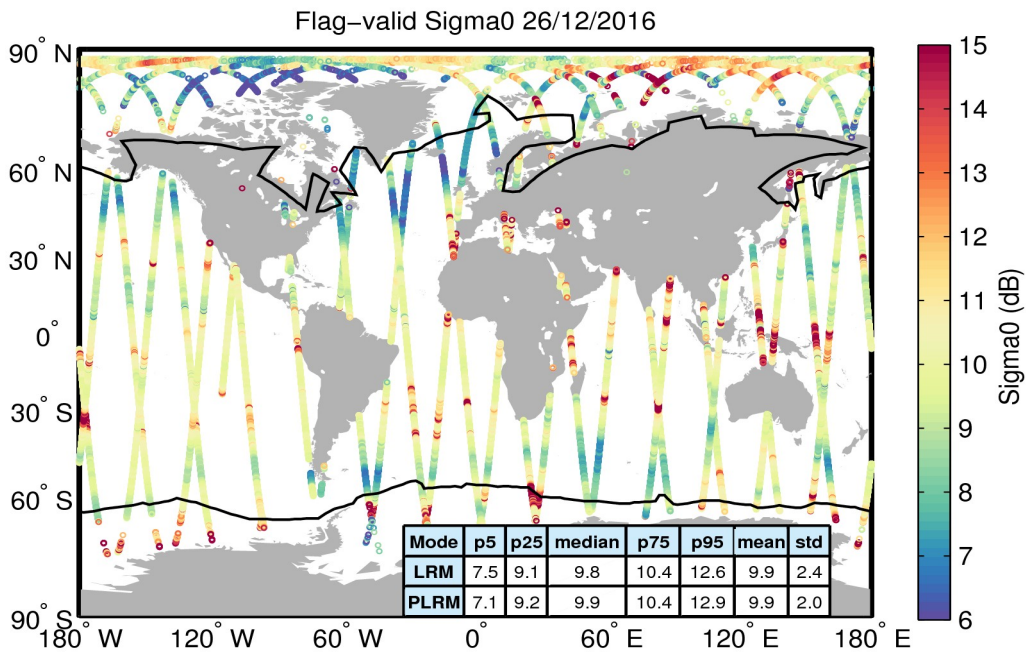 Flag−valid Sigma0 26/12/2016
90° N
60° N
30° N
0°
30° S
60° S
90° S
180° W
120° W
60° W
0°
60° E
120° E
180° E
Mode p5 p25 median p75 p95 mean std
LRM 7.5 9.1 9.8 10.4 12.6 9.9 2.4
PLRM 7.1 9.2 9.9 10.4 12.9 9.9 2.0
15
14
13
12
11
10
9
8
7
6
Sigma0 (dB)